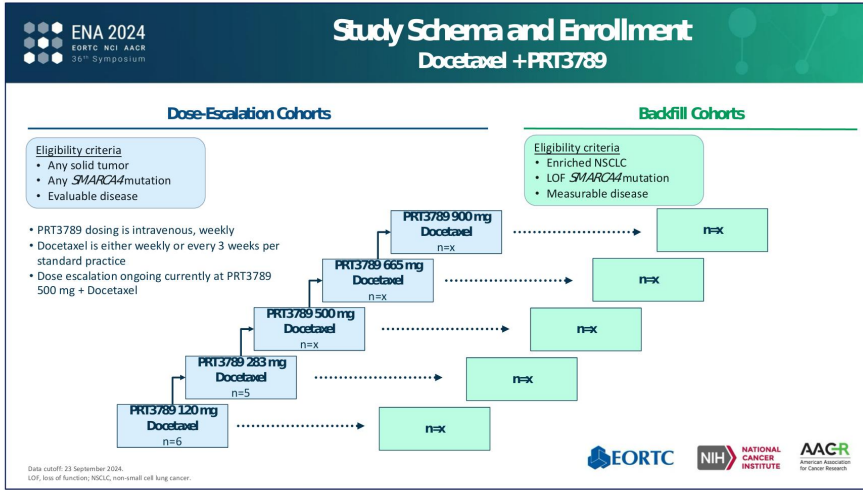 ENA 2024
EORTC NCI AACR
36th Symposium
Study Schema and Enrollment
Docetaxel + PRT3789
Dose-Escalation Cohorts
Eligibility criteria
• Any solid tumor
• Any SMARCA4 mutation
• Evaluable disease
• PRT3789 dosing is intravenous, weekly
• Docetaxel is either weekly or every 3 weeks per
standard practice
• Dose escalation ongoing currently at PRT3789
500 mg + Docetaxel
Backfill Cohorts
Eligibility criteria
• Enriched NSCLC
• LOF SMARCA4 mutation
• Measurable disease
PRT3789 900 mg
Docetaxel
n=x
n=x
PRT3789 665 mg
Docetaxel
n=x
n=x
PRT3789 500 mg
Docetaxel
n=x
n=x
PRT3789 283 mg
Docetaxel
n=5
n=x
PRT3789 120 mg
Docetaxel
n=6
n=x
Data cutoff: 23 September 2024.
LOF, loss of function; NSCLC, non-small cell lung cancer.
EORTC
NIH
NATIONAL
CANCER
INSTITUTE
AACR
American Association
for Cancer Research